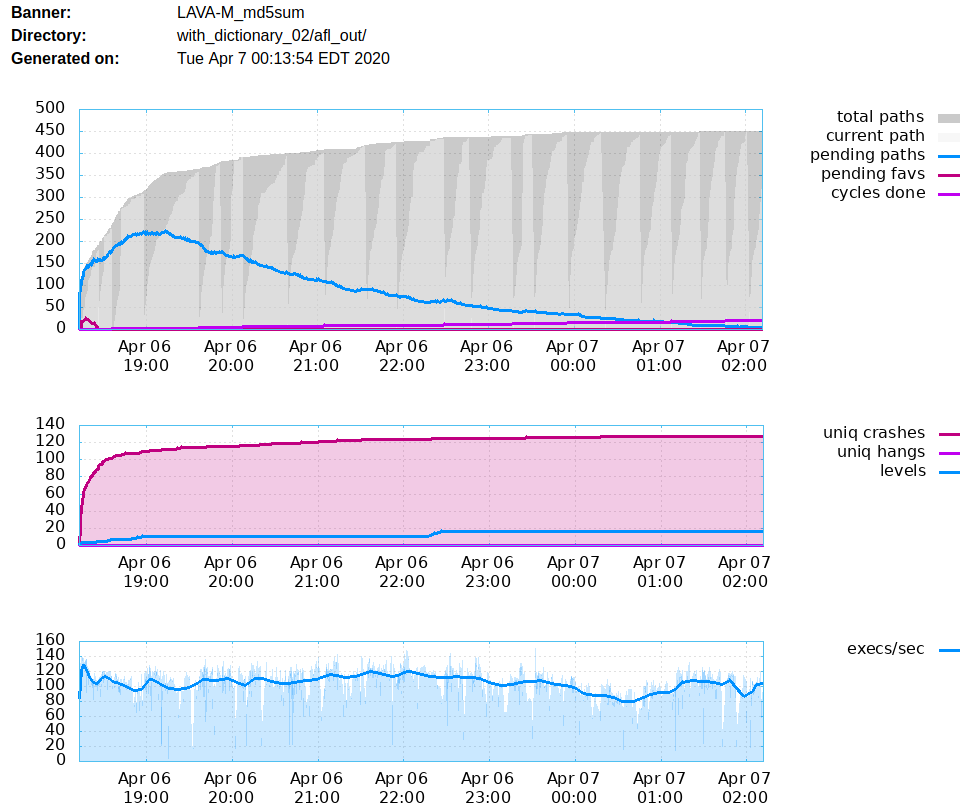 Banner: LAVA-M_md5sum
Directory: with_dictionary_02/afl_out/
Generated on: Tue Apr 7 00:13:54 EDT 2020
500
450
400
350
300
250
200
150
100
50
0
Apr 06 Apr 06 Apr 06 Apr 06 Apr 06 Apr 07 Apr 07 Apr 07
19:00 20:00 21:00 22:00 23:00 00:00 01:00 02:00
total paths
current path
pending paths
pending favs
cycles done
140
120
100
80
60
40
20
0
Apr 06 Apr 06 Apr 06 Apr 06 Apr 06 Apr 07 Apr 07 Apr 07
19:00 20:00 21:00 22:00 23:00 00:00 01:00 02:00
uniq crashes
uniq hangs
levels
160
140
120
100
80
60
40
20
0
Apr 06 Apr 06 Apr 06 Apr 06 Apr 06 Apr 07 Apr 07 Apr 07
19:00 20:00 21:00 22:00 23:00 00:00 01:00 02:00
execs/sec